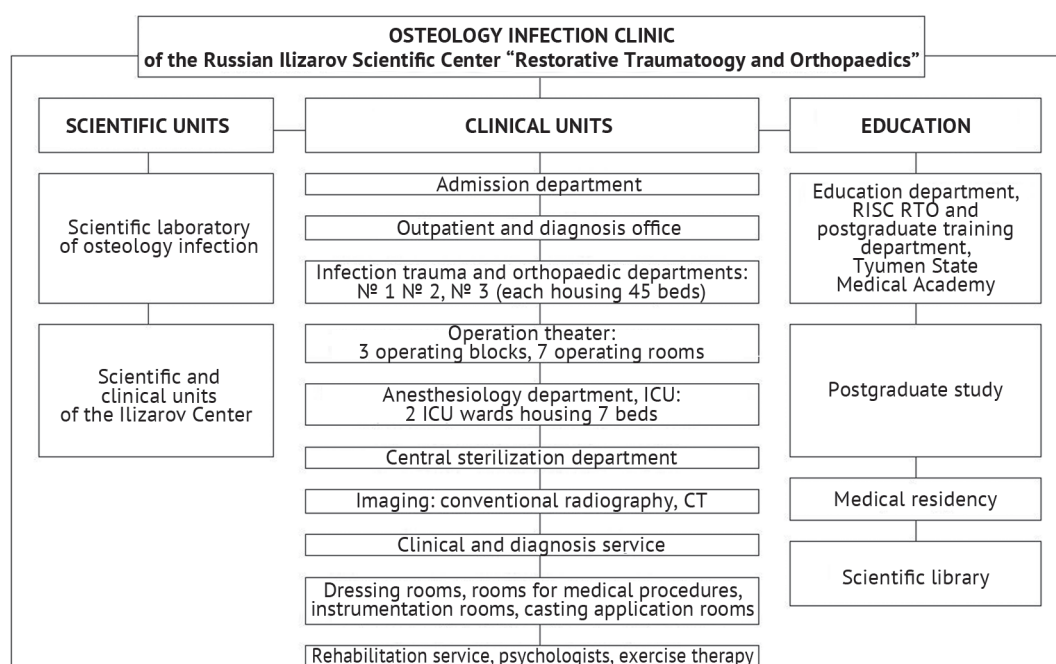 OSTEOLOGY INFECTION CLINIC
of the Russian Ilizarov Scientific Center “Restorative Traumatoogy and Orthopaedics”
SCIENTIFIC UNITS
Scientific laboratory
of osteology infection
Scientific and
clinical units
of the Ilizarov Center
CLINICAL UNITS
Admission department
Outpatient and diagnosis office
Infection trauma and orthopaedic departments:
№ 1 № 2, № 3 (each housing 45 beds)
Operation theater:
3 operating blocks, 7 operating rooms
Anesthesiology department, ICU:
2 ICU wards housing 7 beds
Central sterilization department
Imaging: conventional radiography, CT
Clinical and diagnosis service
Dressing rooms, rooms for medical procedures,
instrumentation rooms, casting application rooms
Rehabilitation service, psychologists, exercise therapy
EDUCATION
Education department,
RISC RTO and
postgraduate training
department,
Tyumen State
Medical Academy
Postgraduate study
Medical residency
Scientific library